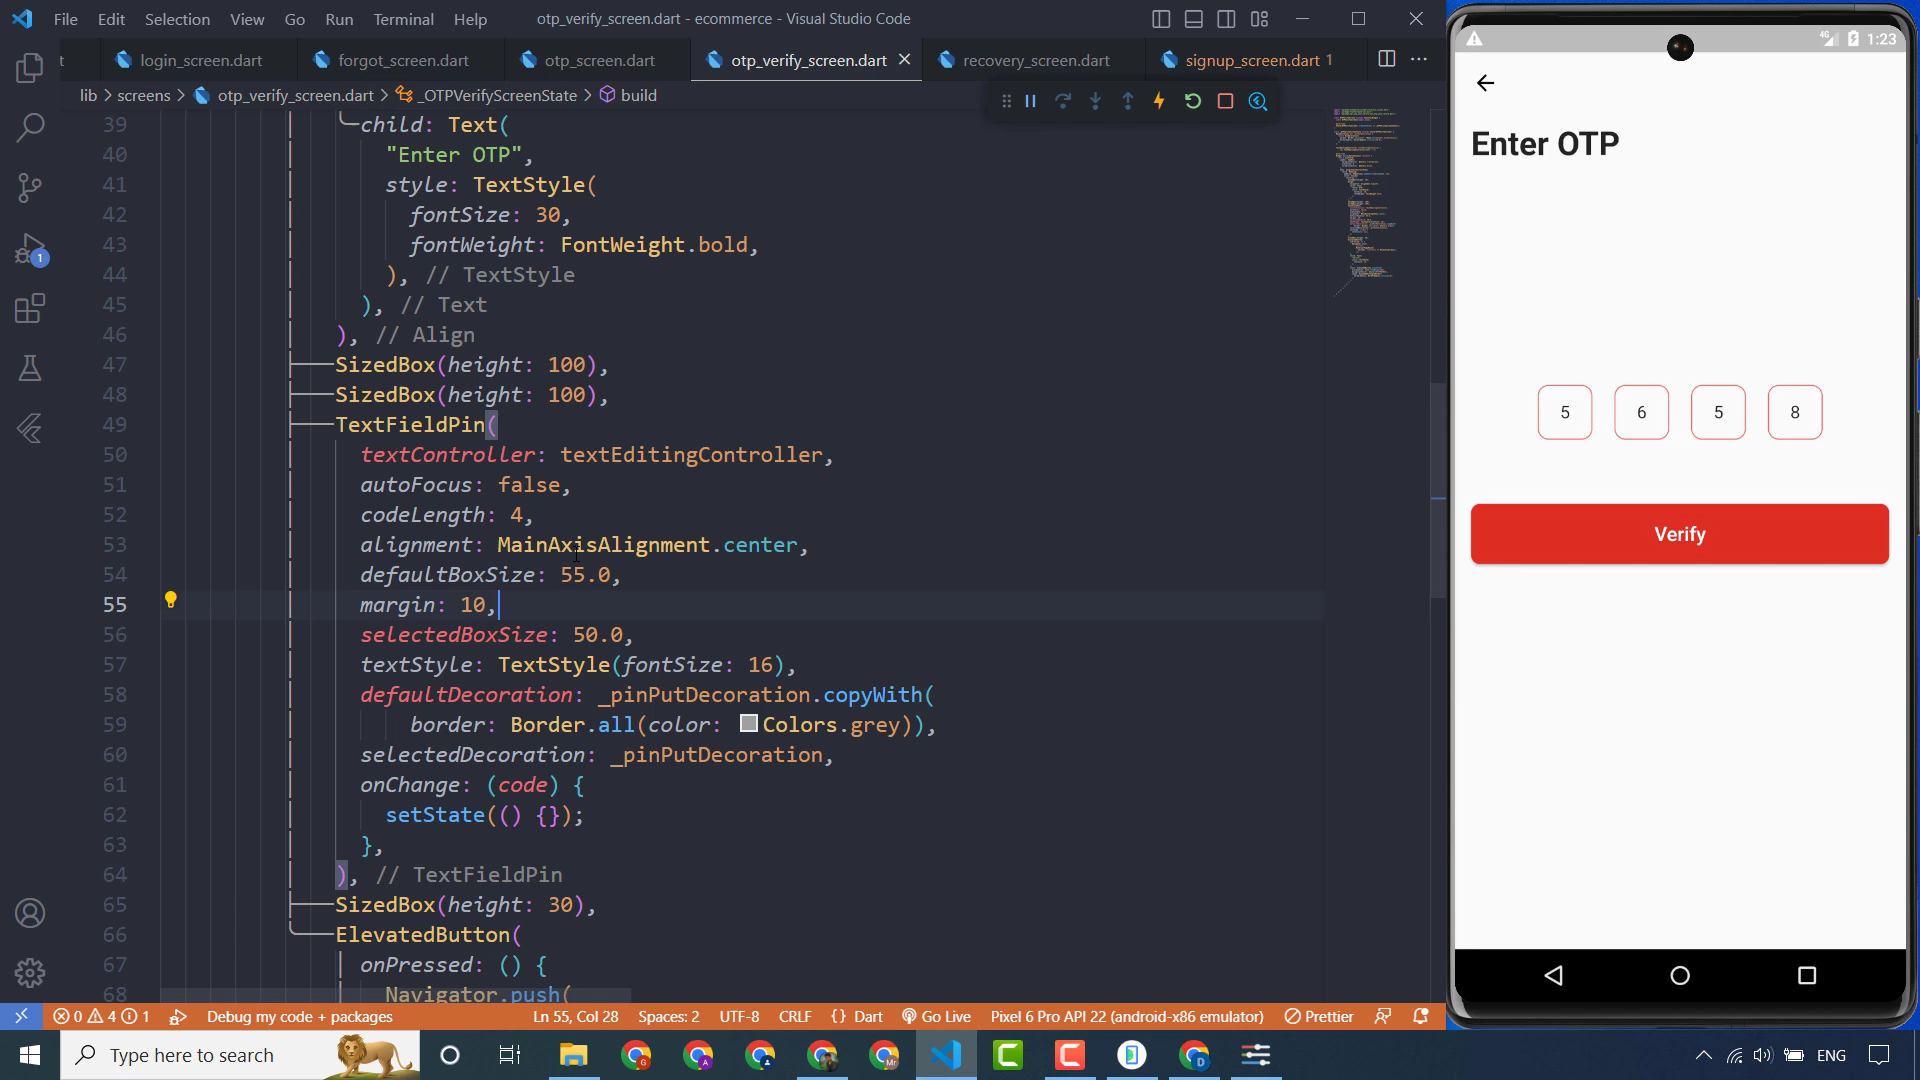 File Edit Selection View Go Run Terminal Help
otp_verify_screen.dart - ecommerce - Visual Studio Code
t login_screen.dart forgot_screen.dart otp_screen.dart otp_verify_screen.dart recovery_screen.dart signup_screen.dart 1
lib > screens > otp_verify_screen.dart > _OTPVerifyScreenState > build
39 child: Text(
40 "Enter OTP",
41 style: TextStyle(
42 fontSize: 30,
43 fontWeight: FontWeight.bold,
44 ), // TextStyle
45 ), // Text
46 ), // Align
47 SizedBox(height: 100),
48 SizedBox(height: 100),
49 TextFieldPin(
50 textController: textEditingController,
51 autoFocus: false,
52 codeLength: 4,
53 alignment: MainAxisAlignment.center,
54 defaultBoxSize: 55.0,
55 margin: 10,
56 selectedBoxSize: 50.0,
57 textStyle: TextStyle(fontSize: 16),
58 defaultDecoration: _pinPutDecoration.copyWith(
59 border: Border.all(color: Colors.grey)),
60 selectedDecoration: _pinPutDecoration,
61 onChange: (code) {
62 setState(() {});
63 },
64 ), // TextFieldPin
65 SizedBox(height: 30),
66 ElevatedButton(
67 onPressed: () {
68 Navigator.push(
1
0 4 1 Debug my code + packages Ln 55, Col 28 Spaces: 2 UTF-8 CRLF {} Dart Go Live Pixel 6 Pro API 22 (android-x86 emulator) Prettier
Type here to search
ENG
4G 1:23
Enter OTP
5 6 5 8
Verify